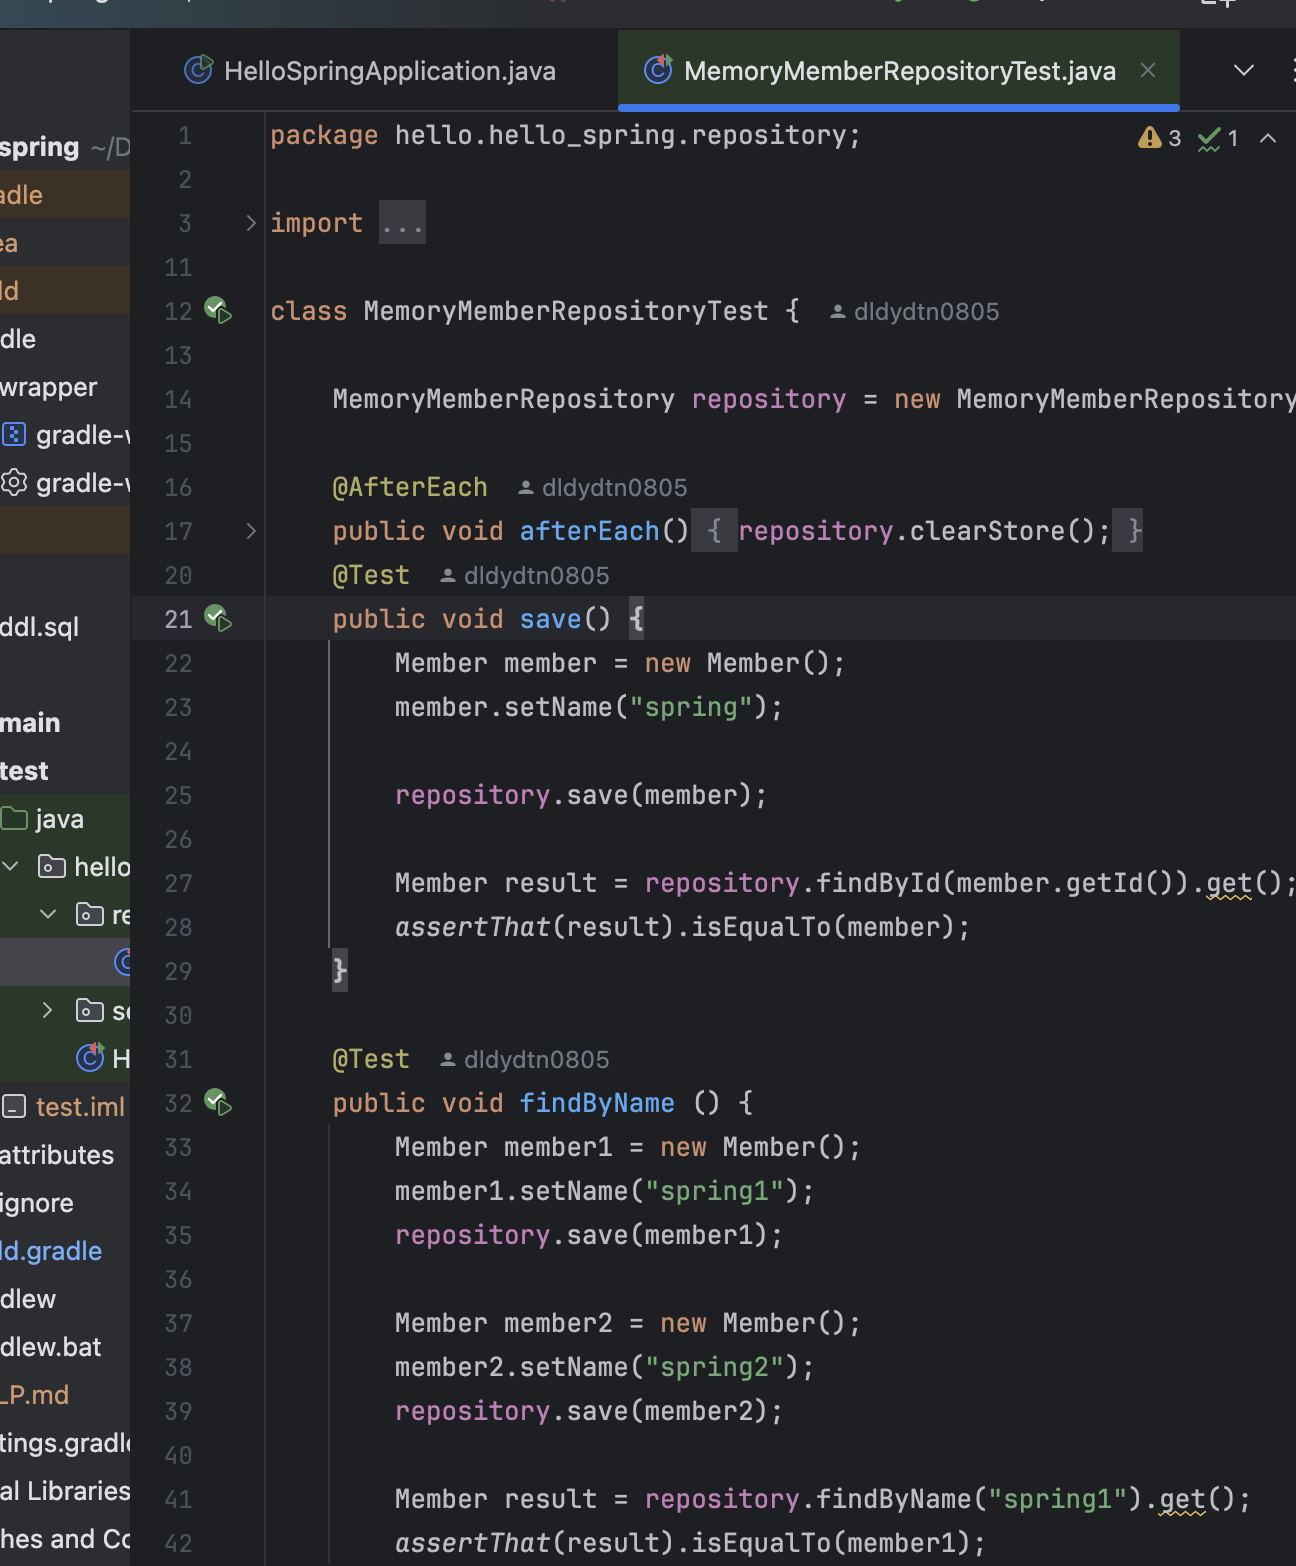 HelloSpringApplication.java
MemoryMemberRepositoryTest.java
3
1
spring ~/D
adle
ea
ld
dle
wrapper
gradle-w
gradle-w
ddl.sql
main
test
java
hello
re
se
H
test.iml
attributes
ignore
ld.gradle
dlew
dlew.bat
LP.md
tings.gradle
al Libraries
hes and Co
1 package hello.hello_spring.repository;
2
3 import ...
11
12 class MemoryMemberRepositoryTest { dldydtn0805
13
14 MemoryMemberRepository repository = new MemoryMemberRepository
15
16 @AfterEach dldydtn0805
17 public void afterEach() { repository.clearStore(); }
20 @Test dldydtn0805
21 public void save() {
22 Member member = new Member();
23 member.setName("spring");
24
25 repository.save(member);
26
27 Member result = repository.findById(member.getId()).get();
28 assertThat(result).isEqualTo(member);
29 }
30
31 @Test dldydtn0805
32 public void findByName () {
33 Member member1 = new Member();
34 member1.setName("spring1");
35 repository.save(member1);
36
37 Member member2 = new Member();
38 member2.setName("spring2");
39 repository.save(member2);
40
41 Member result = repository.findByName("spring1").get();
42 assertThat(result).isEqualTo(member1);